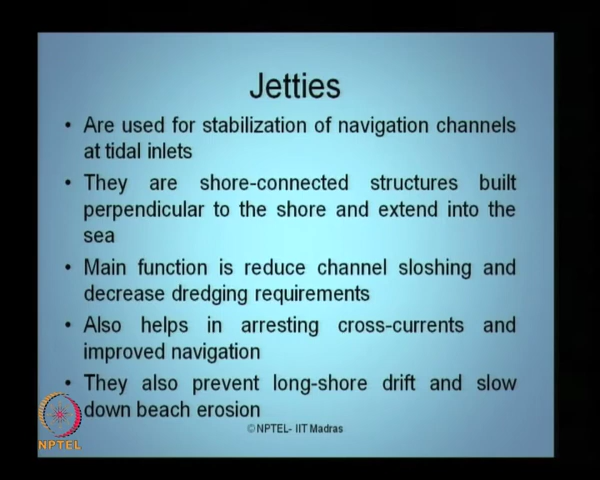 Jetties
• Are used for stabilization of navigation channels
at tidal inlets
• They are shore-connected structures built
perpendicular to the shore and extend into the
sea
• Main function is reduce channel sloshing and
decrease dredging requirements
• Also helps in arresting cross-currents and
improved navigation
• They also prevent long-shore drift and slow
down beach erosion
©NPTEL- IIT Madras
NPTEL